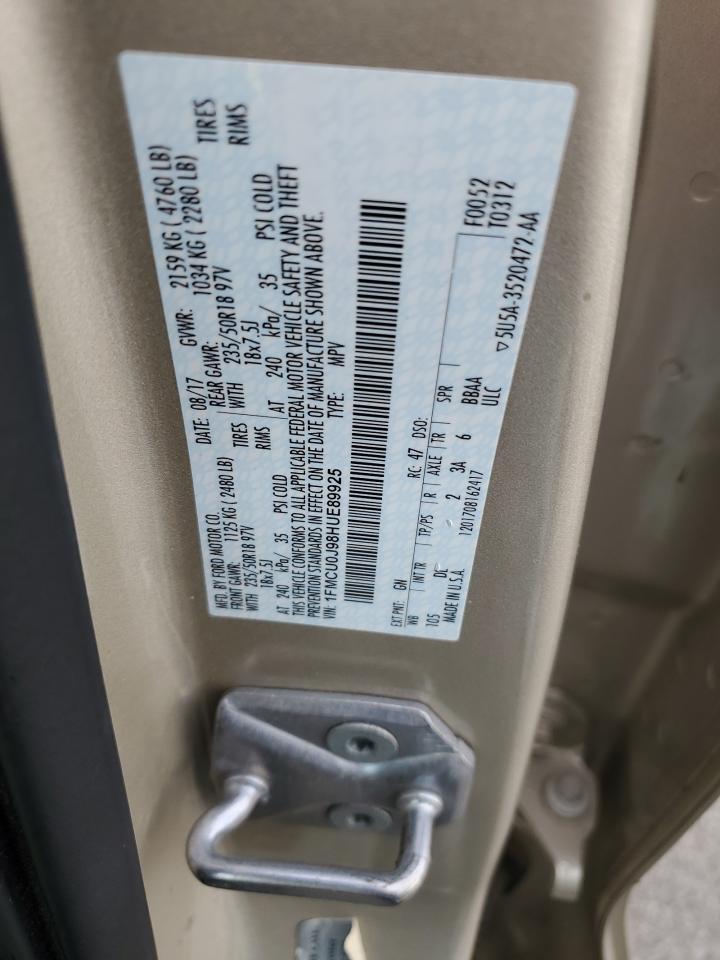 MFD. BY FORD MOTOR CO. DATE: 08/17 GVWR: 2159 KG ( 4760 LB)
FRONT GAWR: 1125 KG ( 2480 LB) REAR GAWR: 1034 KG ( 2280 LB)
WITH 235/50R18 97V TIRES WITH 235/50R18 97V TIRES
18x7.5J RIMS 18x7.5J RIMS
AT 240 kPa/ 35 PSI COLD AT 240 kPa/ 35 PSI COLD
THIS VEHICLE CONFORMS TO ALL APPLICABLE FEDERAL MOTOR VEHICLE SAFETY AND THEFT
PREVENTION STANDARDS IN EFFECT ON THE DATE OF MANUFACTURE SHOWN ABOVE.
VIN: 1FMCU0J98HUE89925 TYPE: MPV
EXT PNT: GN RC: 47 DSO: F0052
WB INT TR TP/PS R AXLE TR SPR T0312
105 DE 2 3A 6 BBAA
MADE IN U.S.A. 1201708162417 ULC
▽5U5A-3520472-AA